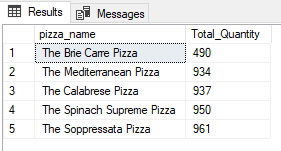 Results Messages
pizza_name Total_Quantity
1 The Brie Carre Pizza 490
2 The Mediterranean Pizza 934
3 The Calabrese Pizza 937
4 The Spinach Supreme Pizza 950
5 The Soppressata Pizza 961